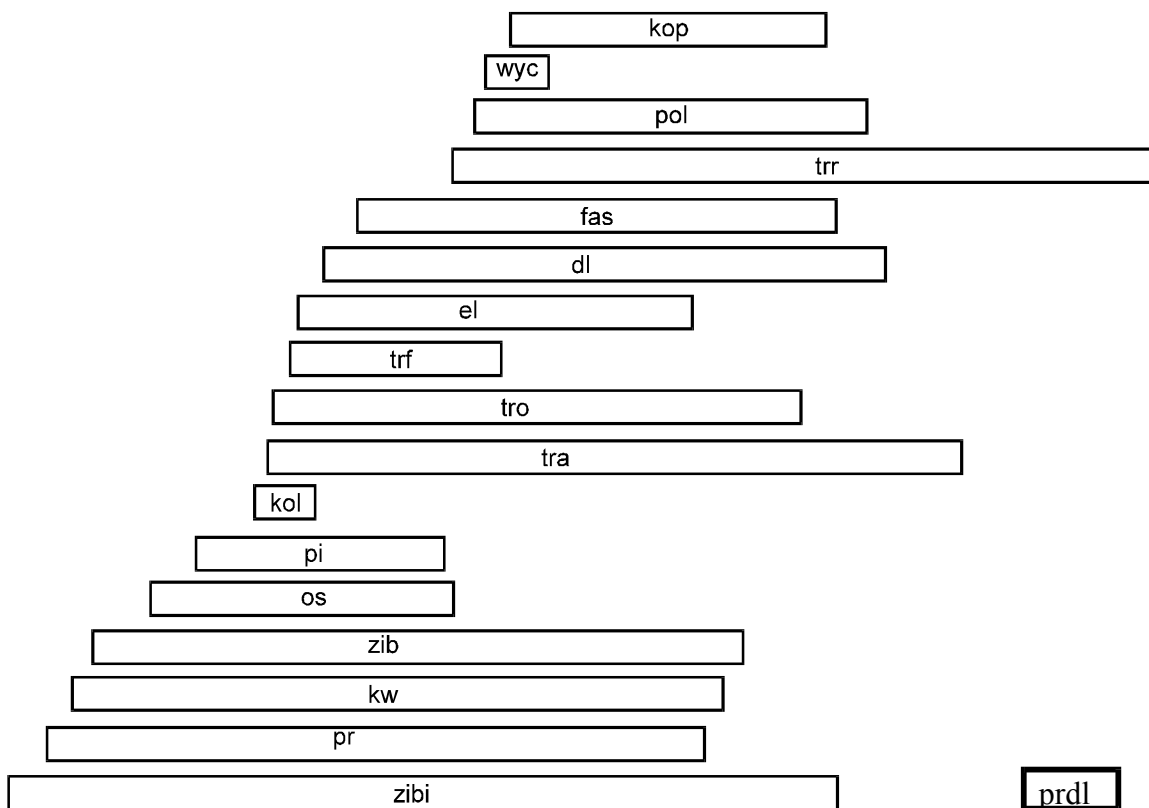 kop
wyc
pol
trr
fas
dl
el
trf
tro
tra
kol
pi
os
zib
kw
pr
zibi
prdl